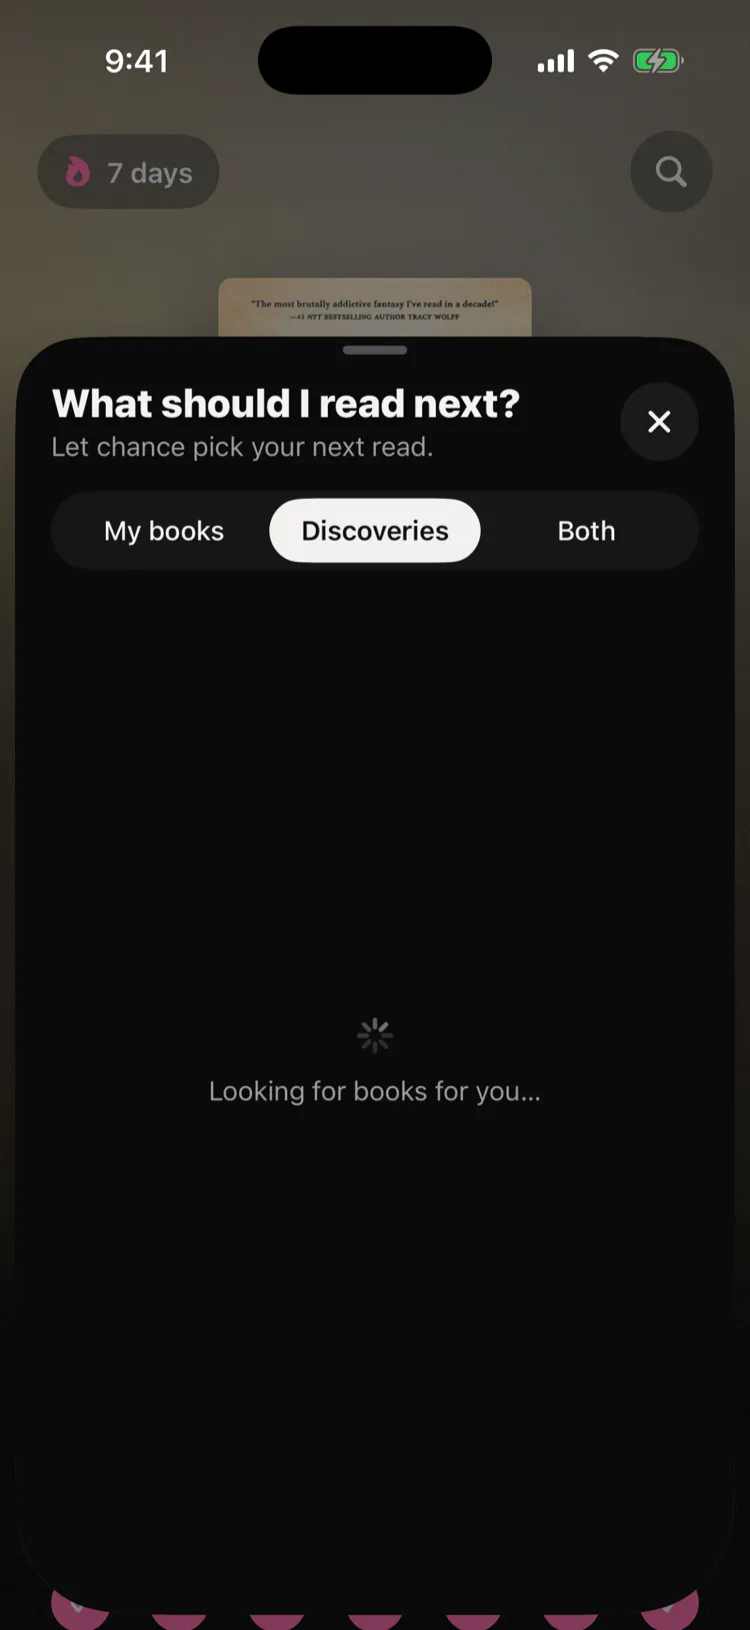 9:41
7 days
"The most brutally addictive fantasy I've read in a decade!"
—#1 NYT BESTSELLING AUTHOR TRACY WOLFF
What should I read next?
Let chance pick your next read.
My books
Discoveries
Both
Looking for books for you...